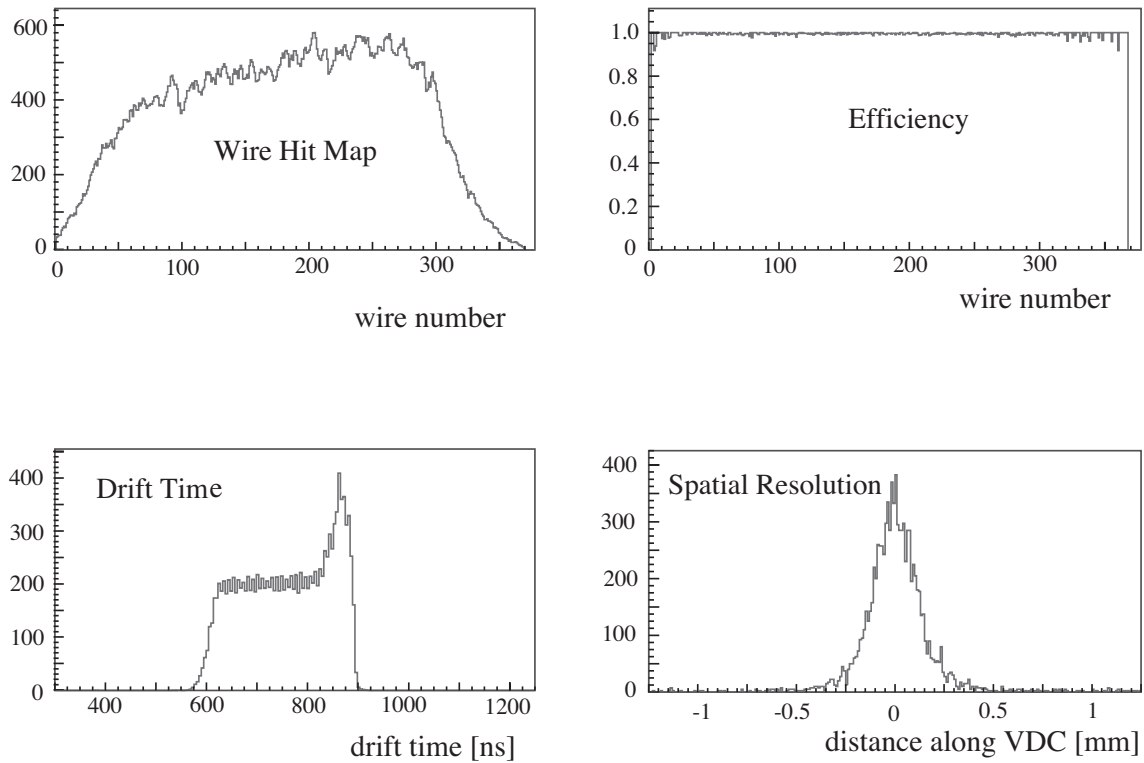 600
400
200
0
Wire Hit Map
0 100 200 300
wire number
1.0
0.8
0.6
0.4
0.2
0
Efficiency
0 100 200 300
wire number
400
300
200
100
0
Drift Time
400 600 800 1000 1200
drift time [ns]
400
300
200
100
0
Spatial Resolution
-1 -0.5 0 0.5 1
distance along VDC [mm]